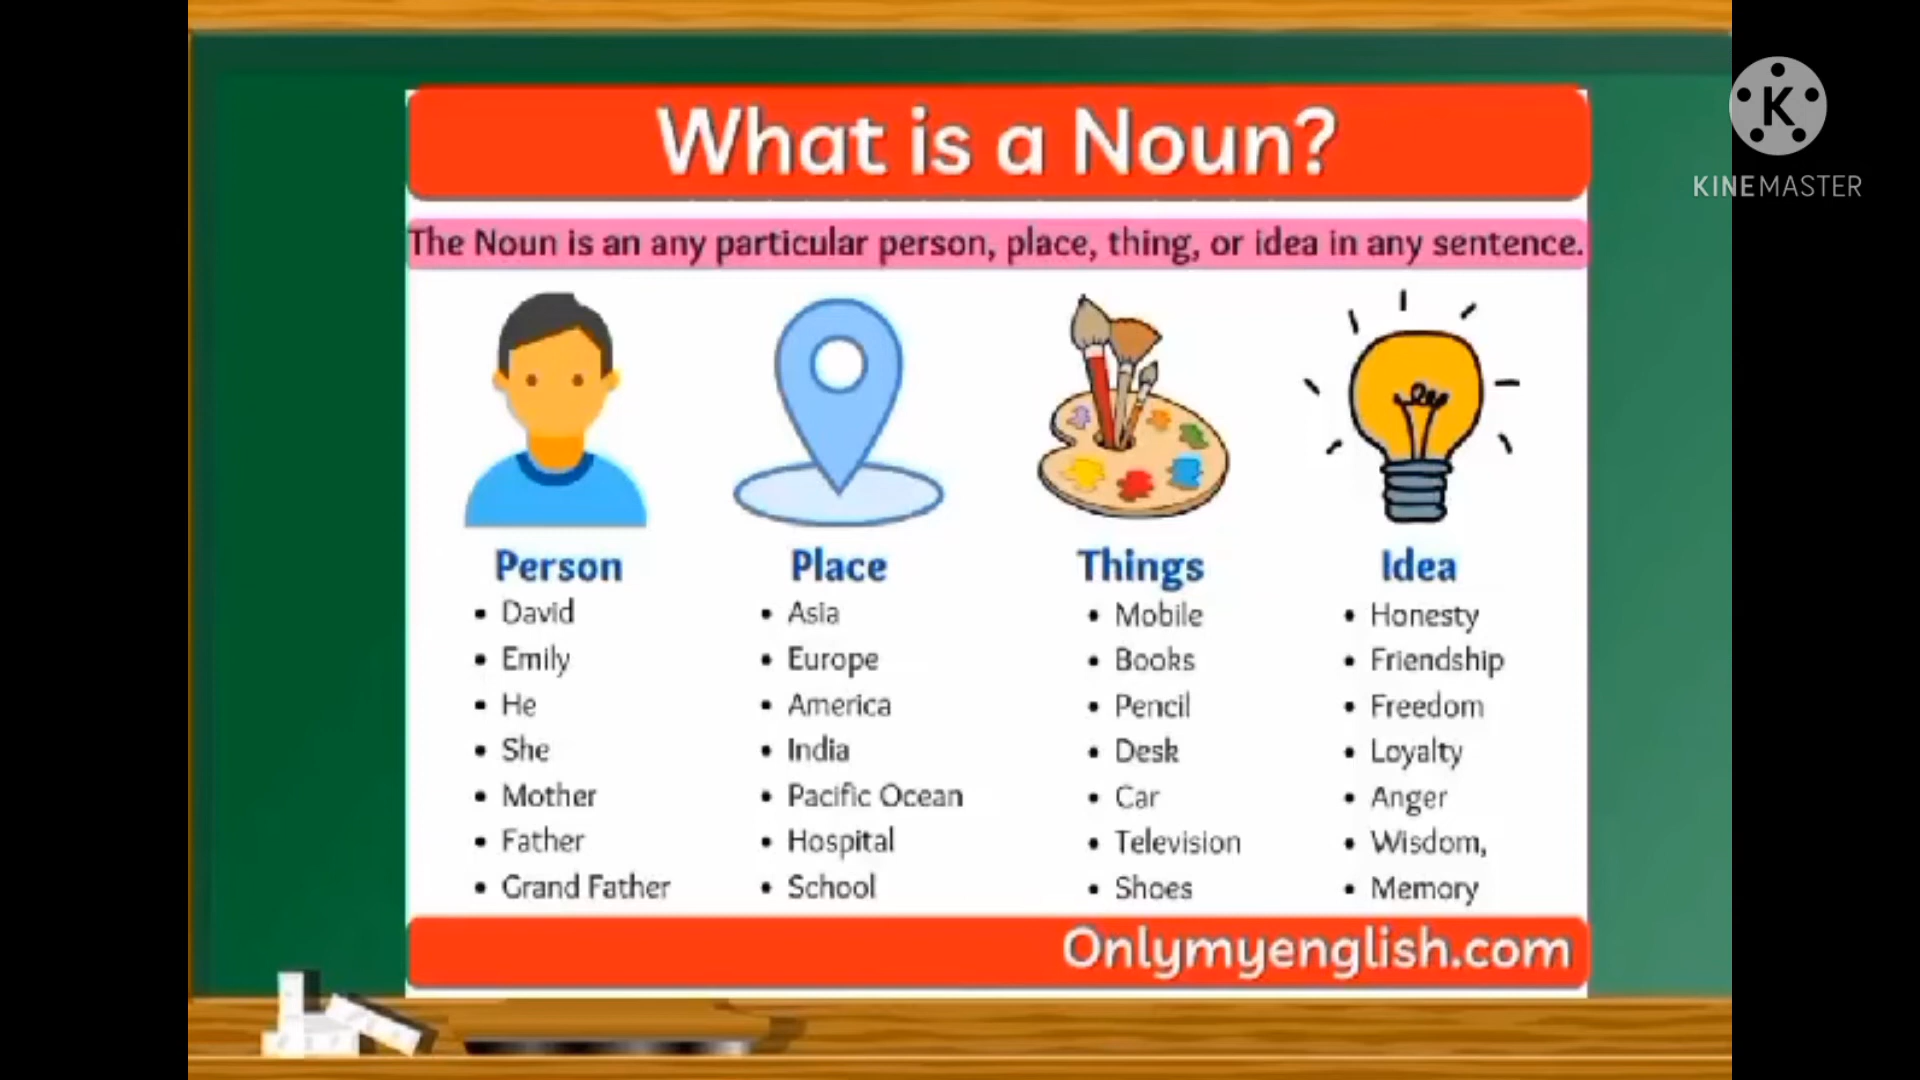 What is a Noun?
K
KINEMASTER
The Noun is an any particular person, place, thing, or idea in any sentence.
Person
David
Emily
He
She
Mother
Father
Grand Father
Place
Asia
Europe
America
India
Pacific Ocean
Hospital
School
Things
Mobile
Books
Pencil
Desk
Car
Television
Shoes
Idea
Honesty
Friendship
Freedom
Loyalty
Anger
Wisdom,
Memory
Onlymyenglish.com